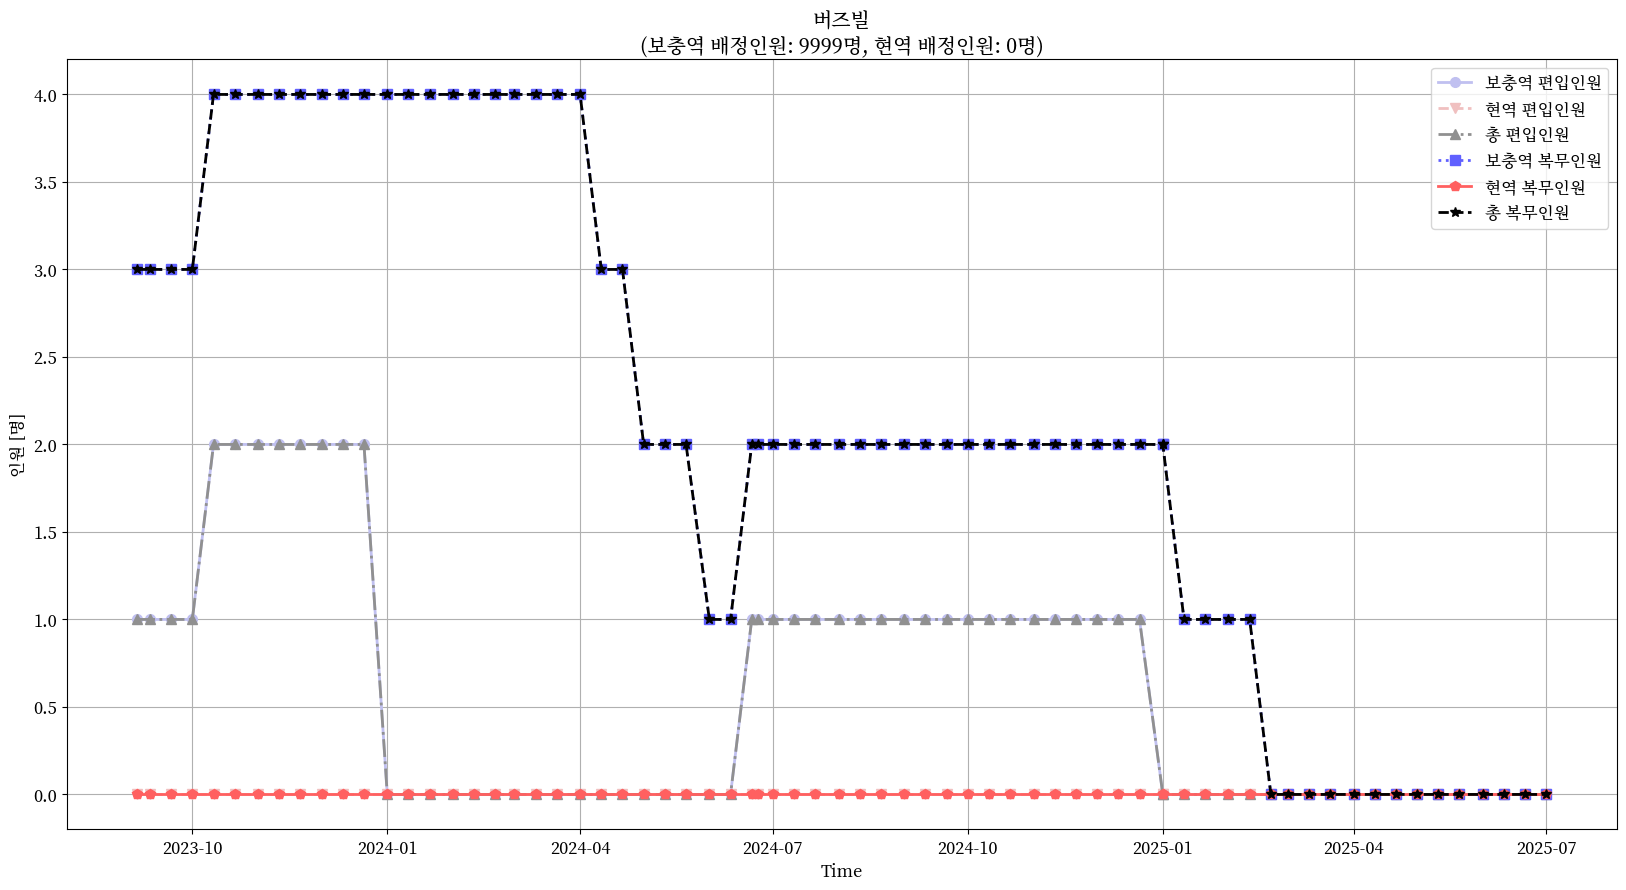 버즈빌
(보충역 배정인원: 9999명, 현역 배정인원: 0명)
보충역 편입인원
현역 편입인원
총 편입인원
보충역 복무인원
현역 복무인원
총 복무인원
인원 [명]
4.0
3.5
3.0
2.5
2.0
1.5
1.0
0.5
0.0
2023-10
2024-01
2024-04
2024-07
2024-10
2025-01
2025-04
2025-07
Time